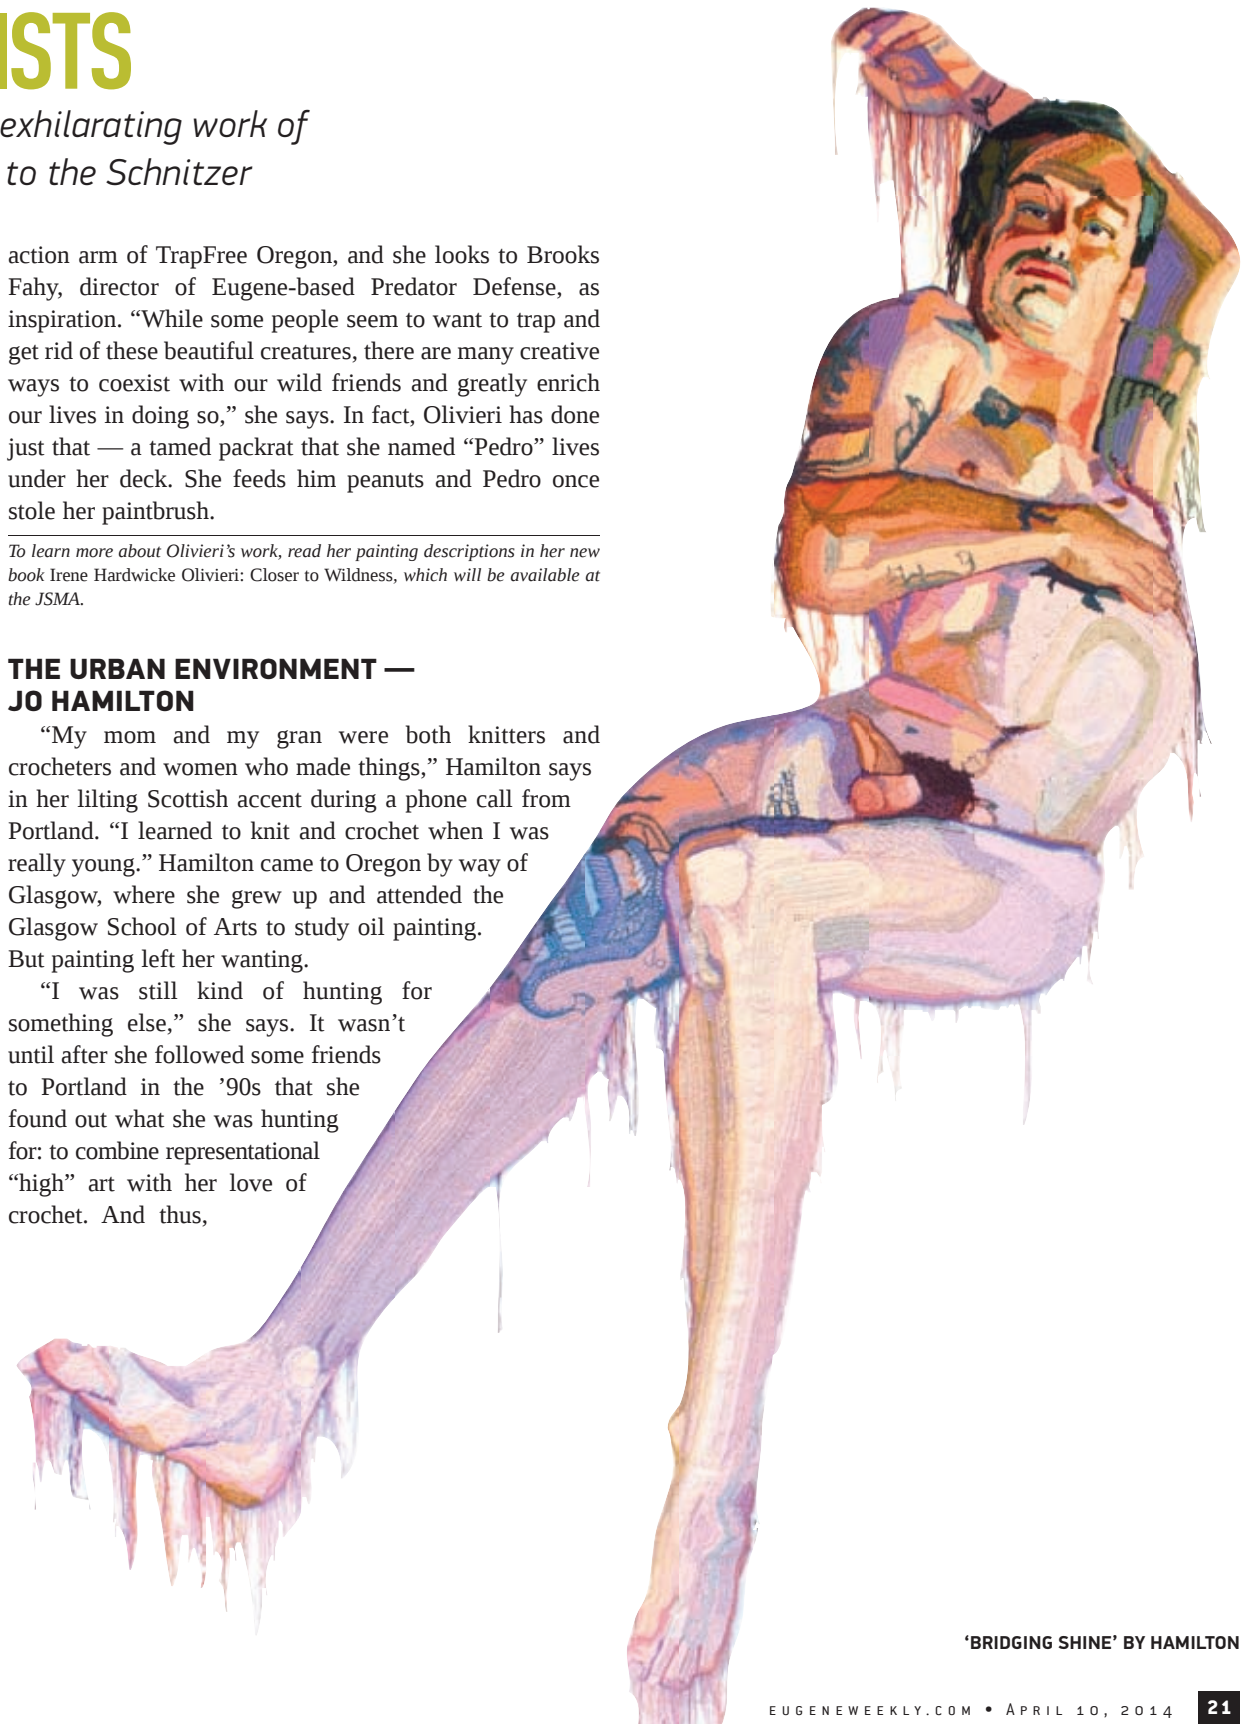 ISTS
exhilarating work of
to the Schnitzer
action arm of TrapFree Oregon, and she looks to Brooks
Fahy, director of Eugene-based Predator Defense, as
inspiration. “While some people seem to want to trap and
get rid of these beautiful creatures, there are many creative
ways to coexist with our wild friends and greatly enrich
our lives in doing so,” she says. In fact, Olivieri has done
just that — a tamed packrat that she named “Pedro” lives
under her deck. She feeds him peanuts and Pedro once
stole her paintbrush.
To learn more about Olivieri’s work, read her painting descriptions in her new
book Irene Hardwicke Olivieri: Closer to Wildness, which will be available at
the JSMA.
THE URBAN ENVIRONMENT —
JO HAMILTON
“My mom and my gran were both knitters and
crocheters and women who made things,” Hamilton says
in her lilting Scottish accent during a phone call from
Portland. “I learned to knit and crochet when I was
really young.” Hamilton came to Oregon by way of
Glasgow, where she grew up and attended the
Glasgow School of Arts to study oil painting.
But painting left her wanting.
“I was still kind of hunting for
something else,” she says. It wasn’t
until after she followed some friends
to Portland in the ’90s that she
found out what she was hunting
for: to combine representational
“high” art with her love of
crochet. And thus,
‘BRIDGING SHINE’ BY HAMILTON
EUGENEWEEKLY.COM • APRIL 10, 2014 21